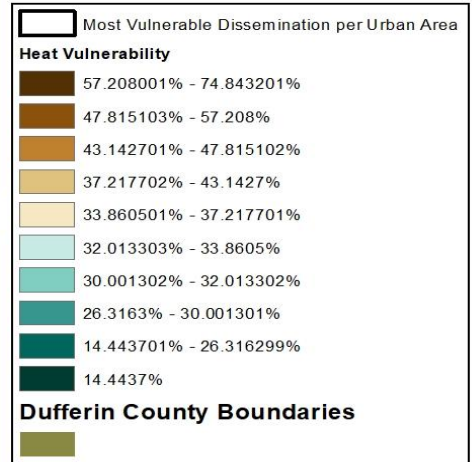 Most Vulnerable Dissemination per Urban Area
Heat Vulnerability
57.208001% - 74.843201%
47.815103% - 57.208%
43.142701% - 47.815102%
37.217702% - 43.1427%
33.860501% - 37.217701%
32.013303% - 33.8605%
30.001302% - 32.013302%
26.3163% - 30.001301%
14.443701% - 26.316299%
14.4437%
Dufferin County Boundaries